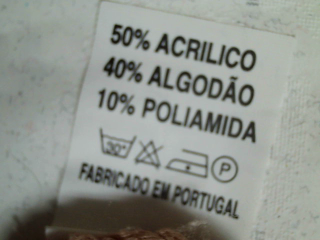 50% ACRILICO
40% ALGODÃO
10% POLIAMIDA
30° P
FABRICADO EM PORTUGAL